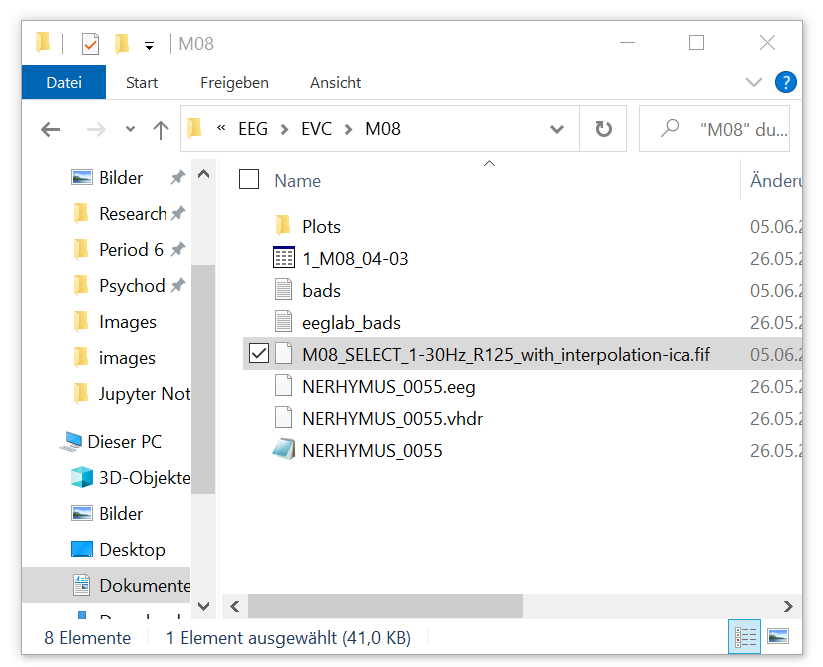 M08
Datei Start Freigeben Ansicht ?
« EEG > EVC > M08 "M08" du...
Bilder
Research
Period 6
Psychod
Images
images
Jupyter Not
Dieser PC
3D-Objekte
Bilder
Desktop
Dokumente
Name Änderu
Plots 05.06.2
1_M08_04-03 26.05.2
bads 05.06.2
eeglab_bads 26.05.2
M08_SELECT_1-30Hz_R125_with_interpolation-ica.fif 05.06.2
NERHYMUS_0055.eeg 26.05.2
NERHYMUS_0055.vhdr 26.05.2
NERHYMUS_0055 26.05.2
8 Elemente 1 Element ausgewählt (41,0 KB)